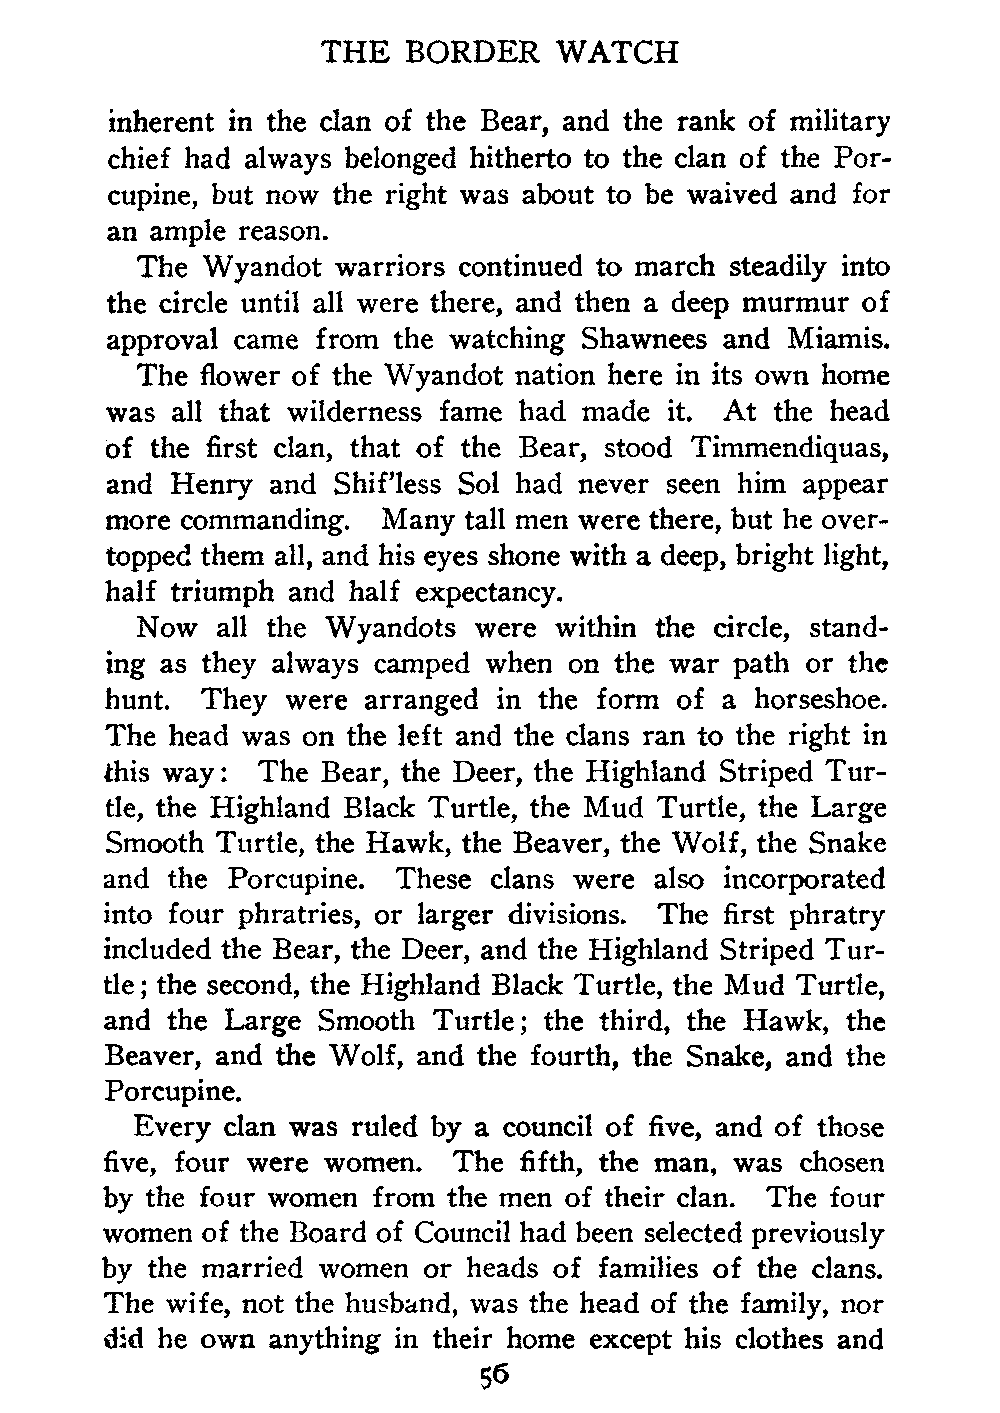 THE BORDER WATCH
inherent in the clan of the Bear, and the rank of military
chief had always belonged hitherto to the clan of the Por-
cupine, but now the right was about to be waived and for
an ample reason.
The Wyandot warriors continued to march steadily into
the circle until all were there, and then a deep murmur of
approval came from the watching Shawnees and Miamis.
The flower of the Wyandot nation here in its own home
was all that wilderness fame had made it. At the head
of the first clan, that of the Bear, stood Timmendiquas,
and Henry and Shif'less Sol had never seen him appear
more commanding. Many tall men were there, but he over-
topped them all, and his eyes shone with a deep, bright light,
half triumph and half expectancy.
Now all the Wyandots were within the circle, stand-
ing as they always camped when on the war path or the
hunt. They were arranged in the form of a horseshoe.
The head was on the left and the clans ran to the right in
this way: The Bear, the Deer, the Highland Striped Tur-
tle, the Highland Black Turtle, the Mud Turtle, the Large
Smooth Turtle, the Hawk, the Beaver, the Wolf, the Snake
and the Porcupine. These clans were also incorporated
into four phratries, or larger divisions. The first phratry
included the Bear, the Deer, and the Highland Striped Tur-
tle; the second, the Highland Black Turtle, the Mud Turtle,
and the Large Smooth Turtle; the third, the Hawk, the
Beaver, and the Wolf, and the fourth, the Snake, and the
Porcupine.
Every clan was ruled by a council of five, and of those
five, four were women. The fifth, the man, was chosen
by the four women from the men of their clan. The four
women of the Board of Council had been selected previously
by the married women or heads of families of the clans.
The wife, not the husband, was the head of the family, nor
did he own anything in their home except his clothes and
56